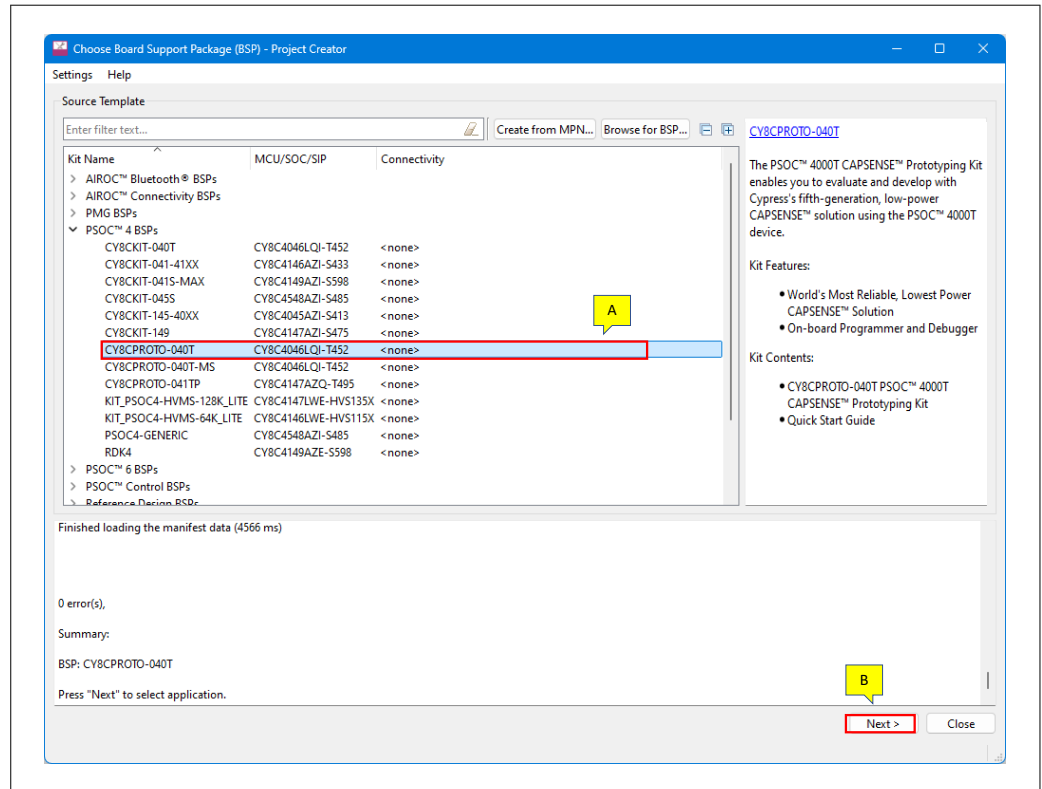 Choose Board Support Package (BSP) - Project Creator
Settings Help
Source Template
Enter filter text...
Create from MPN... Browse for BSP...
Kit Name MCU/SOC/SIP Connectivity
AIROC™ Bluetooth® BSPs
AIROC™ Connectivity BSPs
PMG BSPs
PSOC™ 4 BSPs
CY8CKIT-040T CY8C4046LQI-T452 <none>
CY8CKIT-041-41XX CY8C4146AZI-S433 <none>
CY8CKIT-041S-MAX CY8C4149AZI-S598 <none>
CY8CKIT-045S CY8C4548AZI-S485 <none>
CY8CKIT-145-40XX CY8C4045AZI-S413 <none>
CY8CKIT-149 CY8C4147AZI-S475 <none>
CY8CPROTO-040T CY8C4046LQI-T452 <none>
CY8CPROTO-040T-MS CY8C4046LQI-T452 <none>
CY8CPROTO-041TP CY8C4147AZQ-T495 <none>
KIT_PSOC4-HVMS-128K_LITE CY8C4147LWE-HVS135X <none>
KIT_PSOC4-HVMS-64K_LITE CY8C4146LWE-HVS115X <none>
PSOC4-GENERIC CY8C4548AZI-S485 <none>
RDK4 CY8C4149AZE-S598 <none>
PSOC™ 6 BSPs
PSOC™ Control BSPs
Reference Design BSPs
A
CY8CPROTO-040T
The PSOC™ 4000T CAPSENSE™ Prototyping Kit
enables you to evaluate and develop with
Cypress's fifth-generation, low-power
CAPSENSE™ solution using the PSOC™ 4000T
device.
Kit Features:
• World's Most Reliable, Lowest Power
CAPSENSE™ Solution
• On-board Programmer and Debugger
Kit Contents:
• CY8CPROTO-040T PSOC™ 4000T
CAPSENSE™ Prototyping Kit
• Quick Start Guide
Finished loading the manifest data (4566 ms)
0 error(s),
Summary:
BSP: CY8CPROTO-040T
Press "Next" to select application.
B
Next > Close